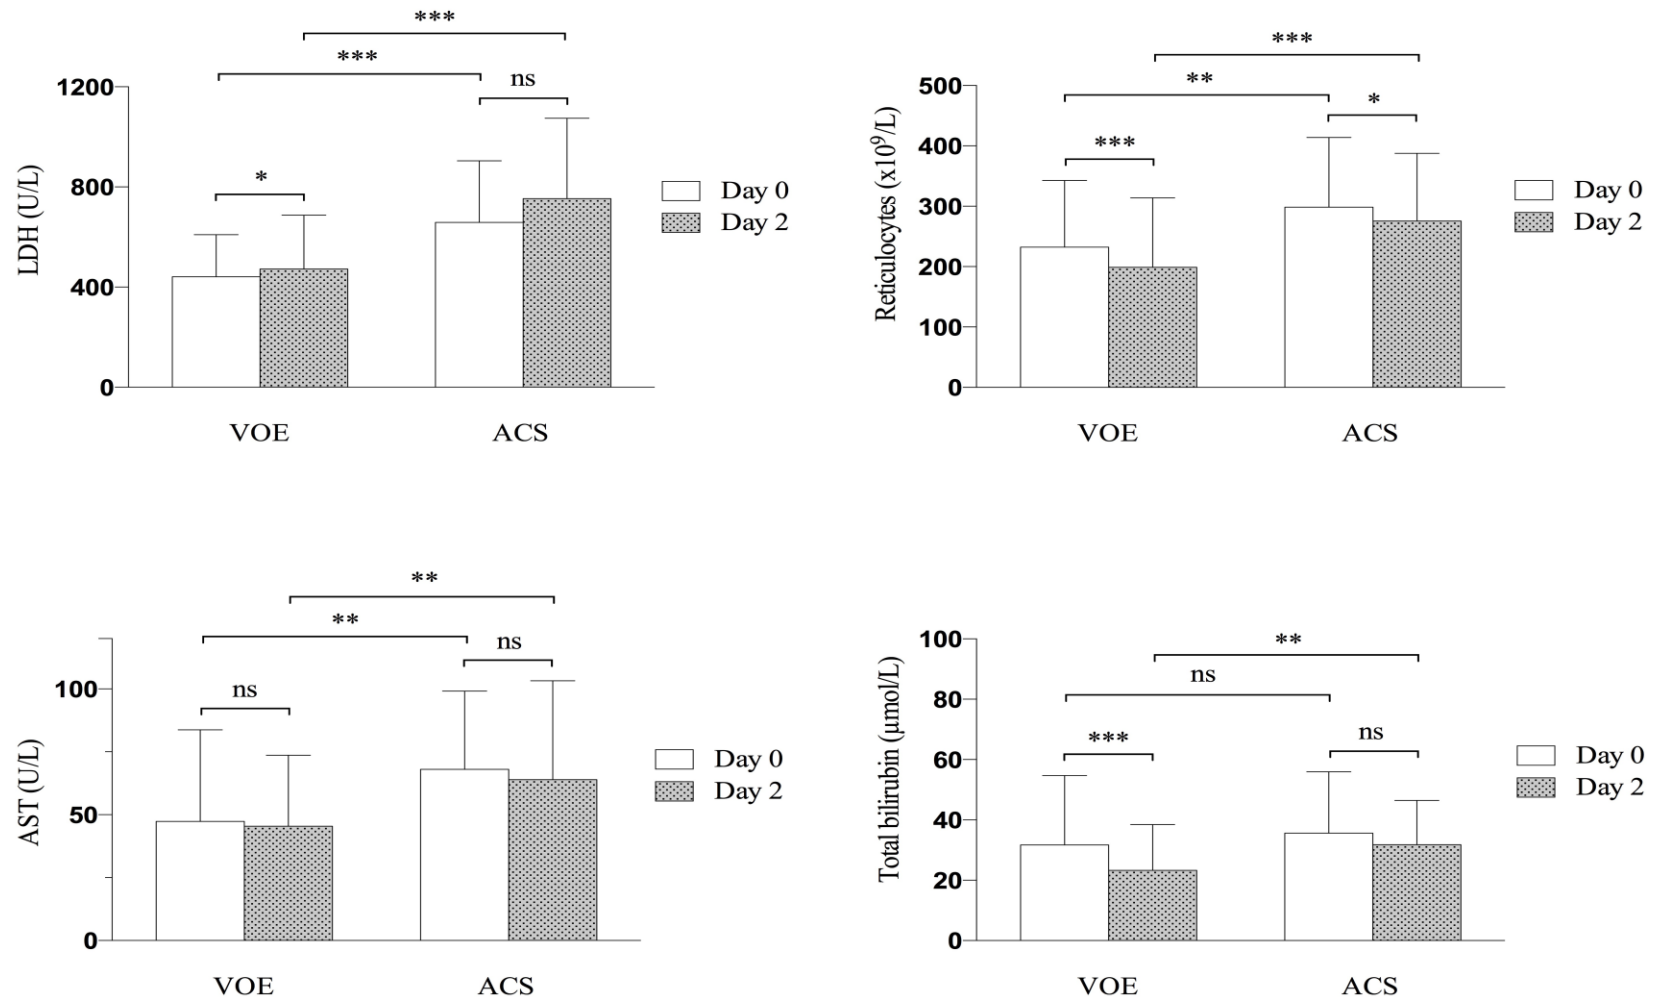 ***
***
ns
*
1200
800
400
0
LDH (U/L)
VOE
ACS
Day 0
Day 2
***
**
*
***
500
400
300
200
100
0
Reticulocytes (x10⁹/L)
VOE
ACS
Day 0
Day 2
**
**
ns
ns
100
50
0
AST (U/L)
VOE
ACS
Day 0
Day 2
**
ns
ns
***
100
80
60
40
20
0
Total bilirubin (µmol/L)
VOE
ACS
Day 0
Day 2